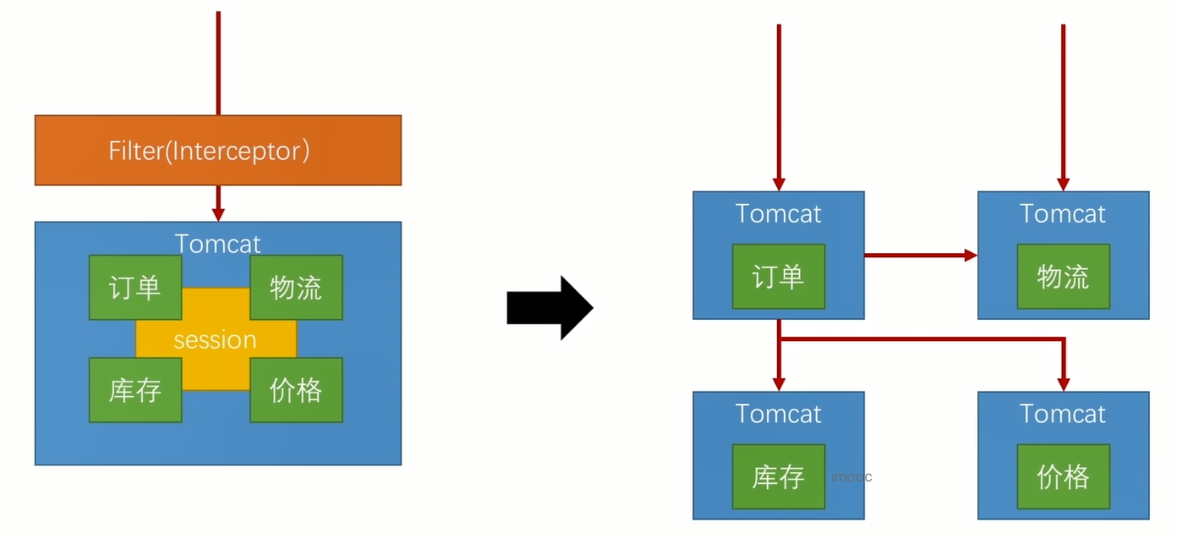 Filter(Interceptor）
Tomcat
订单
物流
session
库存
价格
Tomcat
订单
Tomcat
物流
Tomcat
库存
imooc
Tomcat
价格